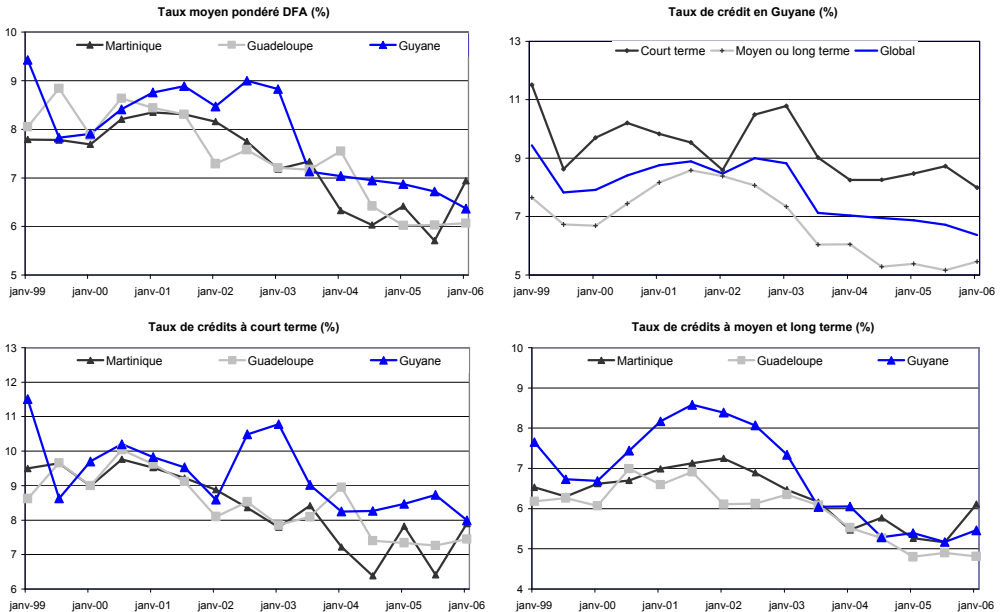 Taux moyen pondéré DFA (%)
Martinique Guadeloupe Guyane
10
9
8
7
6
5
janv-99 janv-00 janv-01 janv-02 janv-03 janv-04 janv-05 janv-06
Taux de crédit en Guyane (%)
Court terme Moyen ou long terme Global
13
11
9
7
5
janv-99 janv-00 janv-01 janv-02 janv-03 janv-04 janv-05 janv-06
Taux de crédits à court terme (%)
Martinique Guadeloupe Guyane
13
12
11
10
9
8
7
6
janv-99 janv-00 janv-01 janv-02 janv-03 janv-04 janv-05 janv-06
Taux de crédits à moyen et long terme (%)
Martinique Guadeloupe Guyane
10
9
8
7
6
5
4
janv-99 janv-00 janv-01 janv-02 janv-03 janv-04 janv-05 janv-06